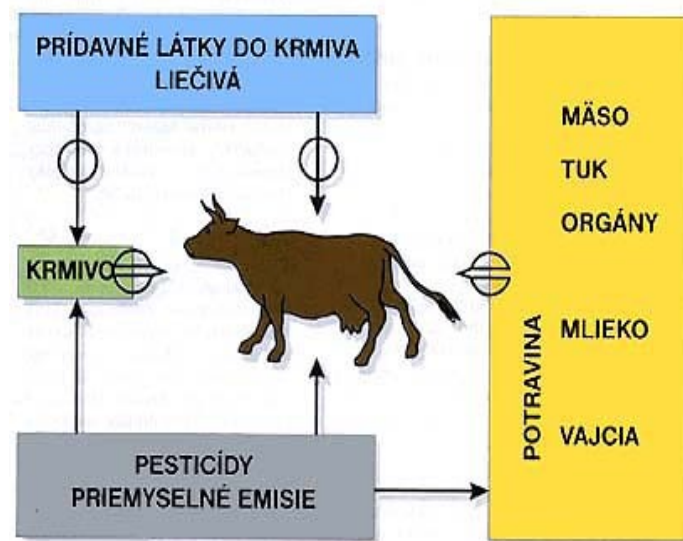 PRÍDAVNÉ LÁTKY DO KRMIVA
LIEČIVÁ
KRMIVO
PESTICÍDY
PRIEMYSELNÉ EMISIE
POTRAVINA
MÄSO
TUK
ORGÁNY
MLIEKO
VAJCIA